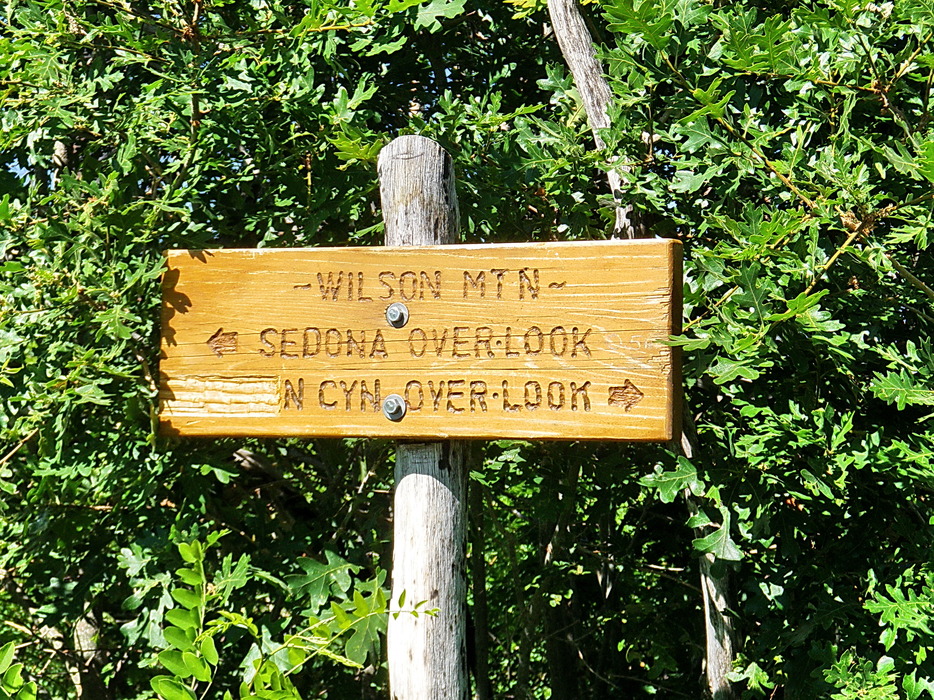 ~WILSON MTN~
← SEDONA OVER·LOOK
N CYN OVER·LOOK →